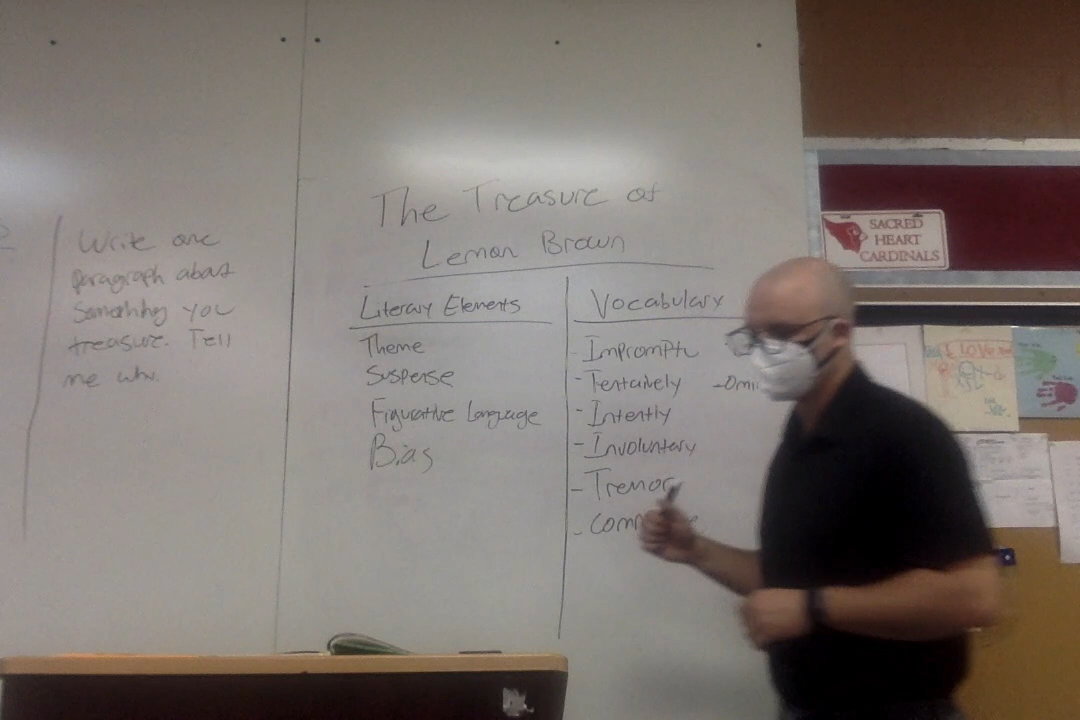 Write one
Paragraph about
Something you
treasure. Tell
me why.
The Treasure of
Lemon Brown
Literary Elements
Theme
Suspense
Figurative Language
Bias
Vocabulary
- Impromptu
- Tentatively
- Intently
- Involuntary
- Tremor
SACRED
HEART
CARDINALS
I LOVE